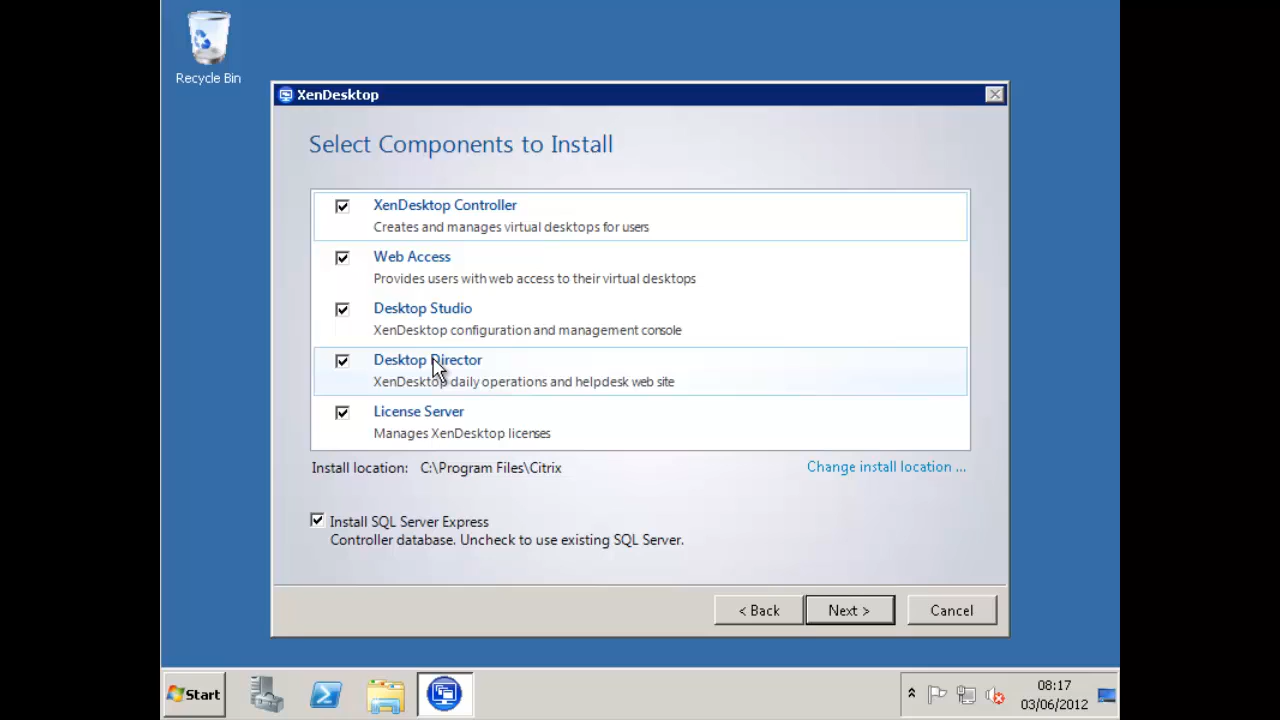 Recycle Bin
XenDesktop
Select Components to Install
XenDesktop Controller
Creates and manages virtual desktops for users
Web Access
Provides users with web access to their virtual desktops
Desktop Studio
XenDesktop configuration and management console
Desktop Director
XenDesktop daily operations and helpdesk web site
License Server
Manages XenDesktop licenses
Install location: C:\Program Files\Citrix
Change install location ...
Install SQL Server Express
Controller database. Uncheck to use existing SQL Server.
< Back
Next >
Cancel
Start
08:17
03/06/2012